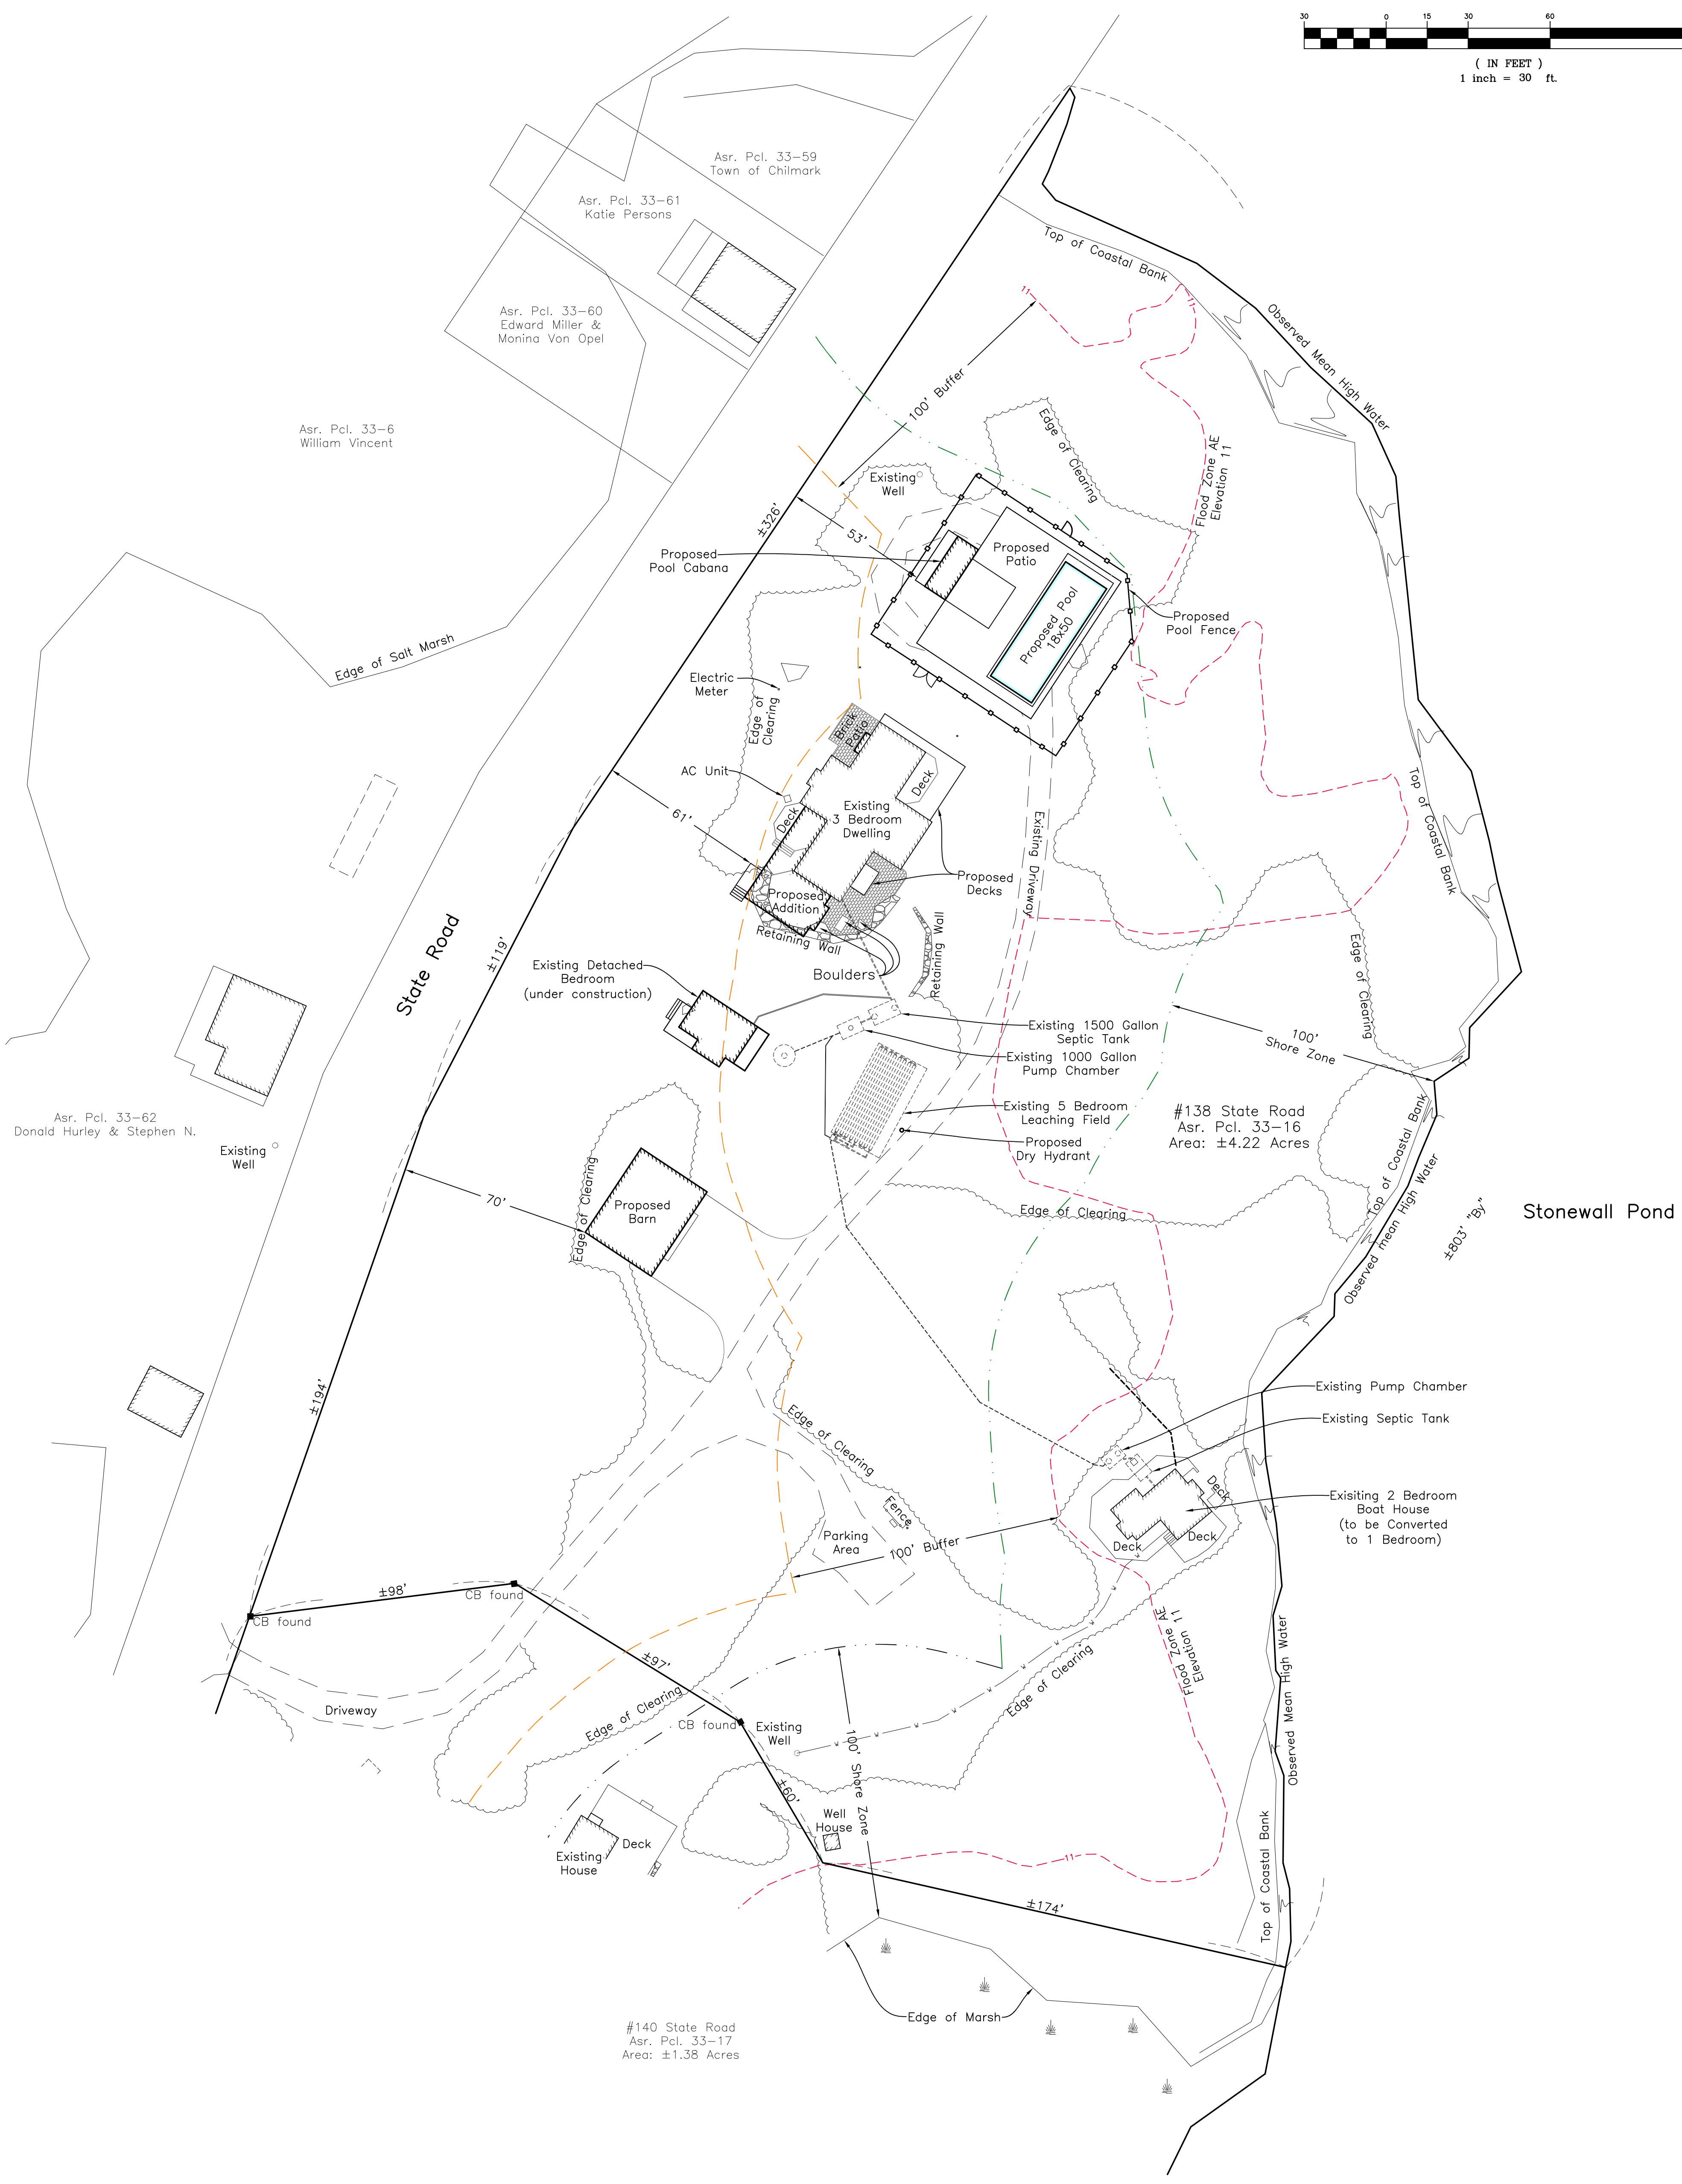 30 0 15 30 60
( IN FEET )
1 inch = 30 ft.
Asr. Pcl. 33-59
Town of Chilmark
Asr. Pcl. 33-61
Katie Persons
Top of Coastal Bank
11
11
Asr. Pcl. 33-60
Edward Miller &
Monina Von Opel
Observed Mean High Water
100' Buffer
Asr. Pcl. 33-6
William Vincent
Edge of Clearing
Flood Zone AE
Elevation 11
Existing
Well
±326'
53'
Proposed
Pool Cabana
Proposed
Patio
Proposed Pool
18x50
Proposed
Pool Fence
Edge of Salt Marsh
Electric
Meter
Edge of
Clearing
Brick
Patio
AC Unit
Deck
Deck
Existing
3 Bedroom
Dwelling
61'
Top of Coastal Bank
Existing Driveway
Proposed
Decks
Proposed
Addition
Retaining Wall
Retaining Wall
Boulders
State Road
±119'
Existing Detached
Bedroom
(under construction)
Edge of Clearing
Existing 1500 Gallon
Septic Tank
100'
Shore Zone
Existing 1000 Gallon
Pump Chamber
Existing 5 Bedroom
Leaching Field
Proposed
Dry Hydrant
#138 State Road
Asr. Pcl. 33-16
Area: ±4.22 Acres
Asr. Pcl. 33-62
Donald Hurley & Stephen N.
Existing
Well
Top of Coastal Bank
Observed mean High Water
70'
Edge of Clearing
Proposed
Barn
Edge of Clearing
±803' "By"
Stonewall Pond
±194'
Existing Pump Chamber
Existing Septic Tank
Edge of Clearing
Deck
Exisiting 2 Bedroom
Boat House
(to be Converted
to 1 Bedroom)
Deck
Deck
Fence
Parking
Area
100' Buffer
±98'
CB found
CB found
Flood Zone AE
Elevation 11
Edge of Clearing
Observed Mean High Water
±97'
Driveway
Edge of Clearing
CB found
Existing
Well
100' Shore Zone
±60'
Well
House
Deck
Existing
House
11
Top of Coastal Bank
±174'
Edge of Marsh
#140 State Road
Asr. Pcl. 33-17
Area: ±1.38 Acres